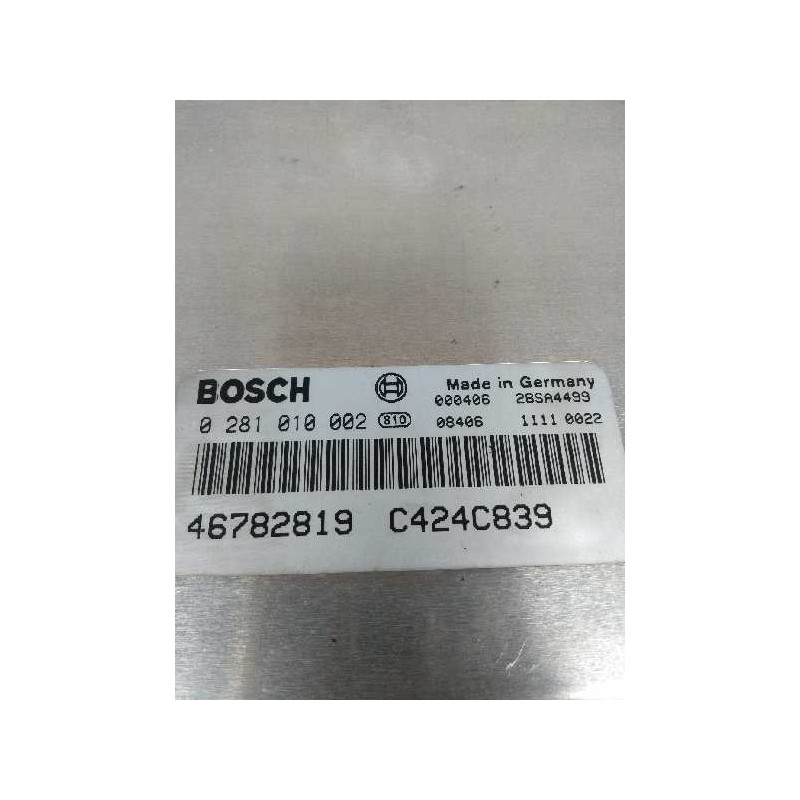 BOSCH Made in Germany
000406 28SA4499
0 281 010 002 810 08406 1111 0022
46782819 C424C839